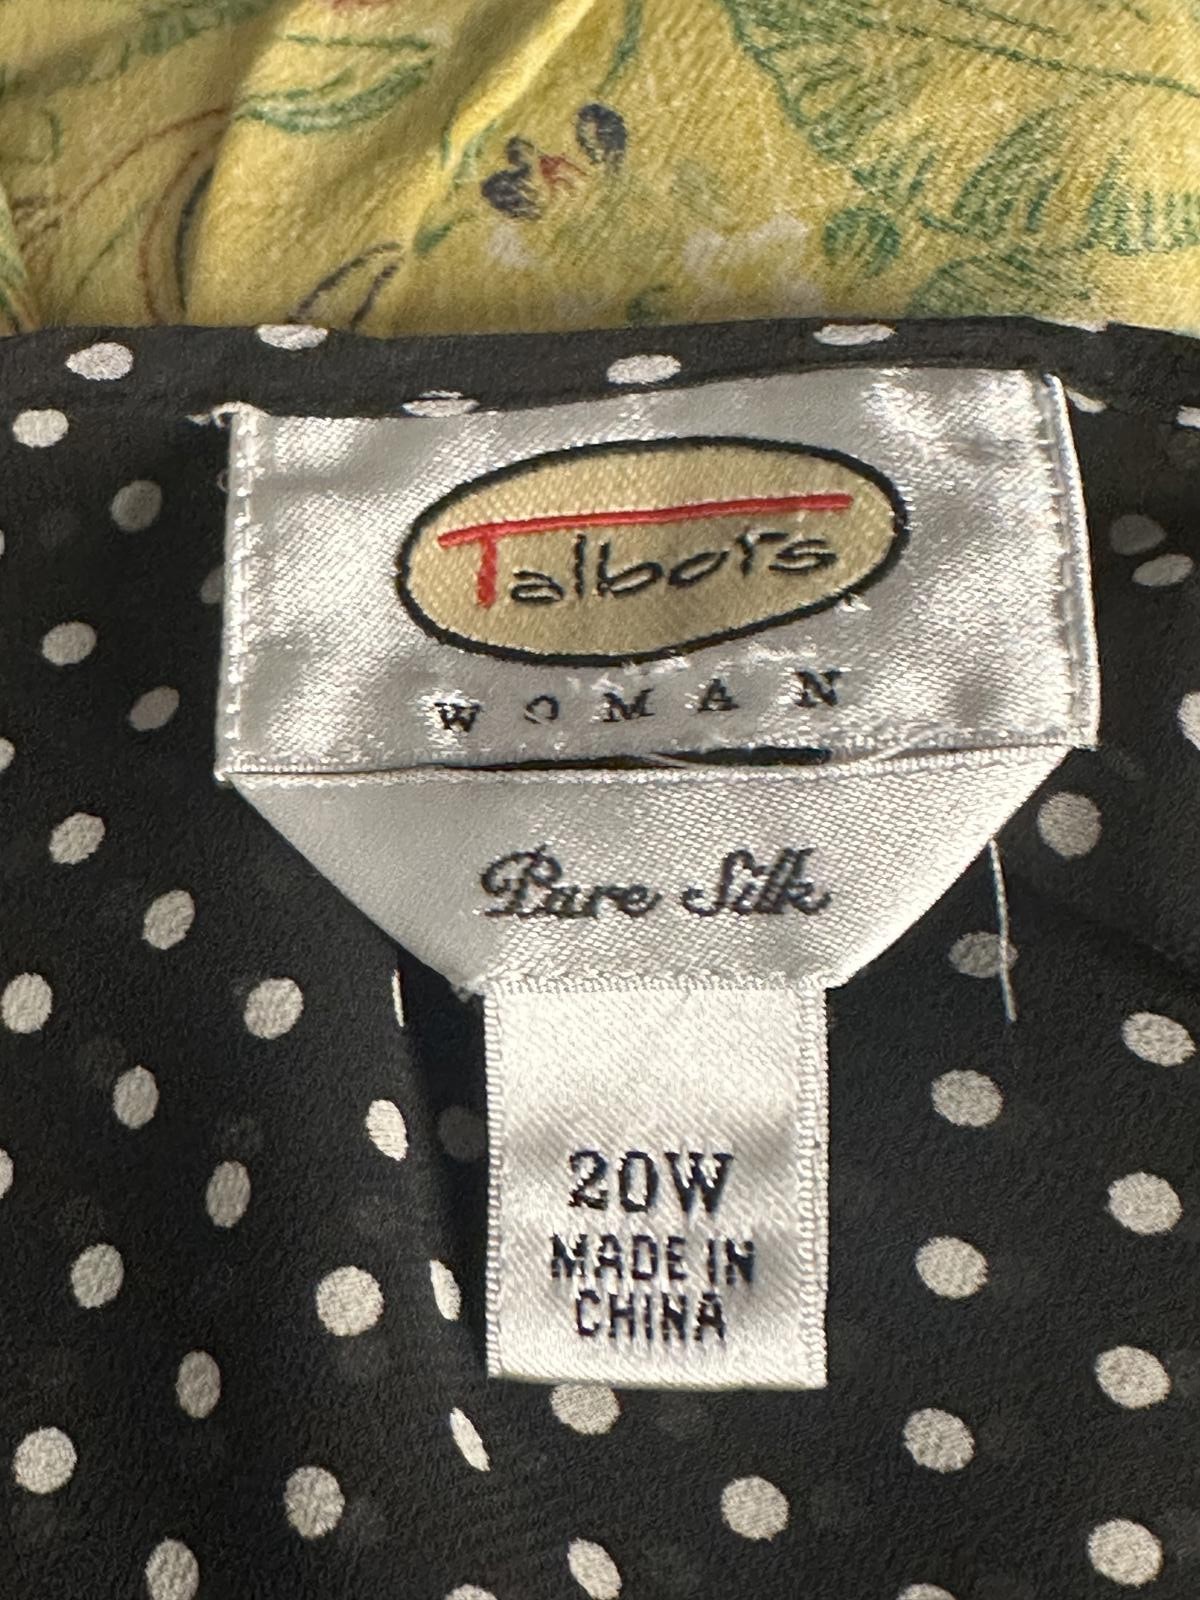 Talbots
WOMAN
Pure Silk
20W
MADE IN
CHINA